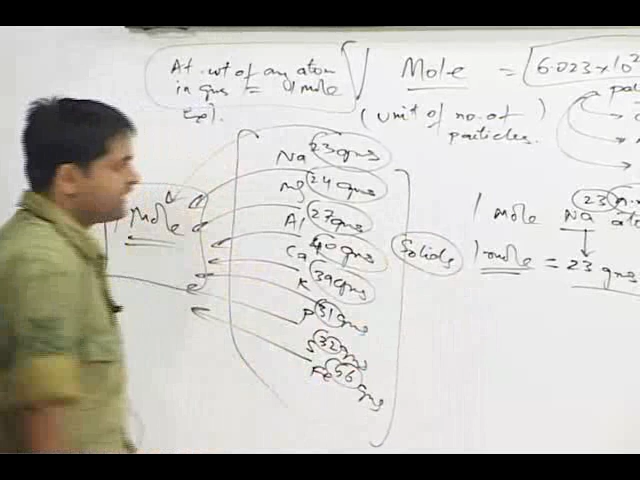 At. wt of any atom
in gms = 1 mole
Mole = 6.023 × 10²
(unit of no. of
particles.)
Na 23 gms
Mg 24 gms
Al 27 gms
Ca 40 gms
K 39 gms
P 31 gms
S 32 gms
Fe 56 gms
Mole
Solids
23
1 mole Na
1 mole = 23 gms